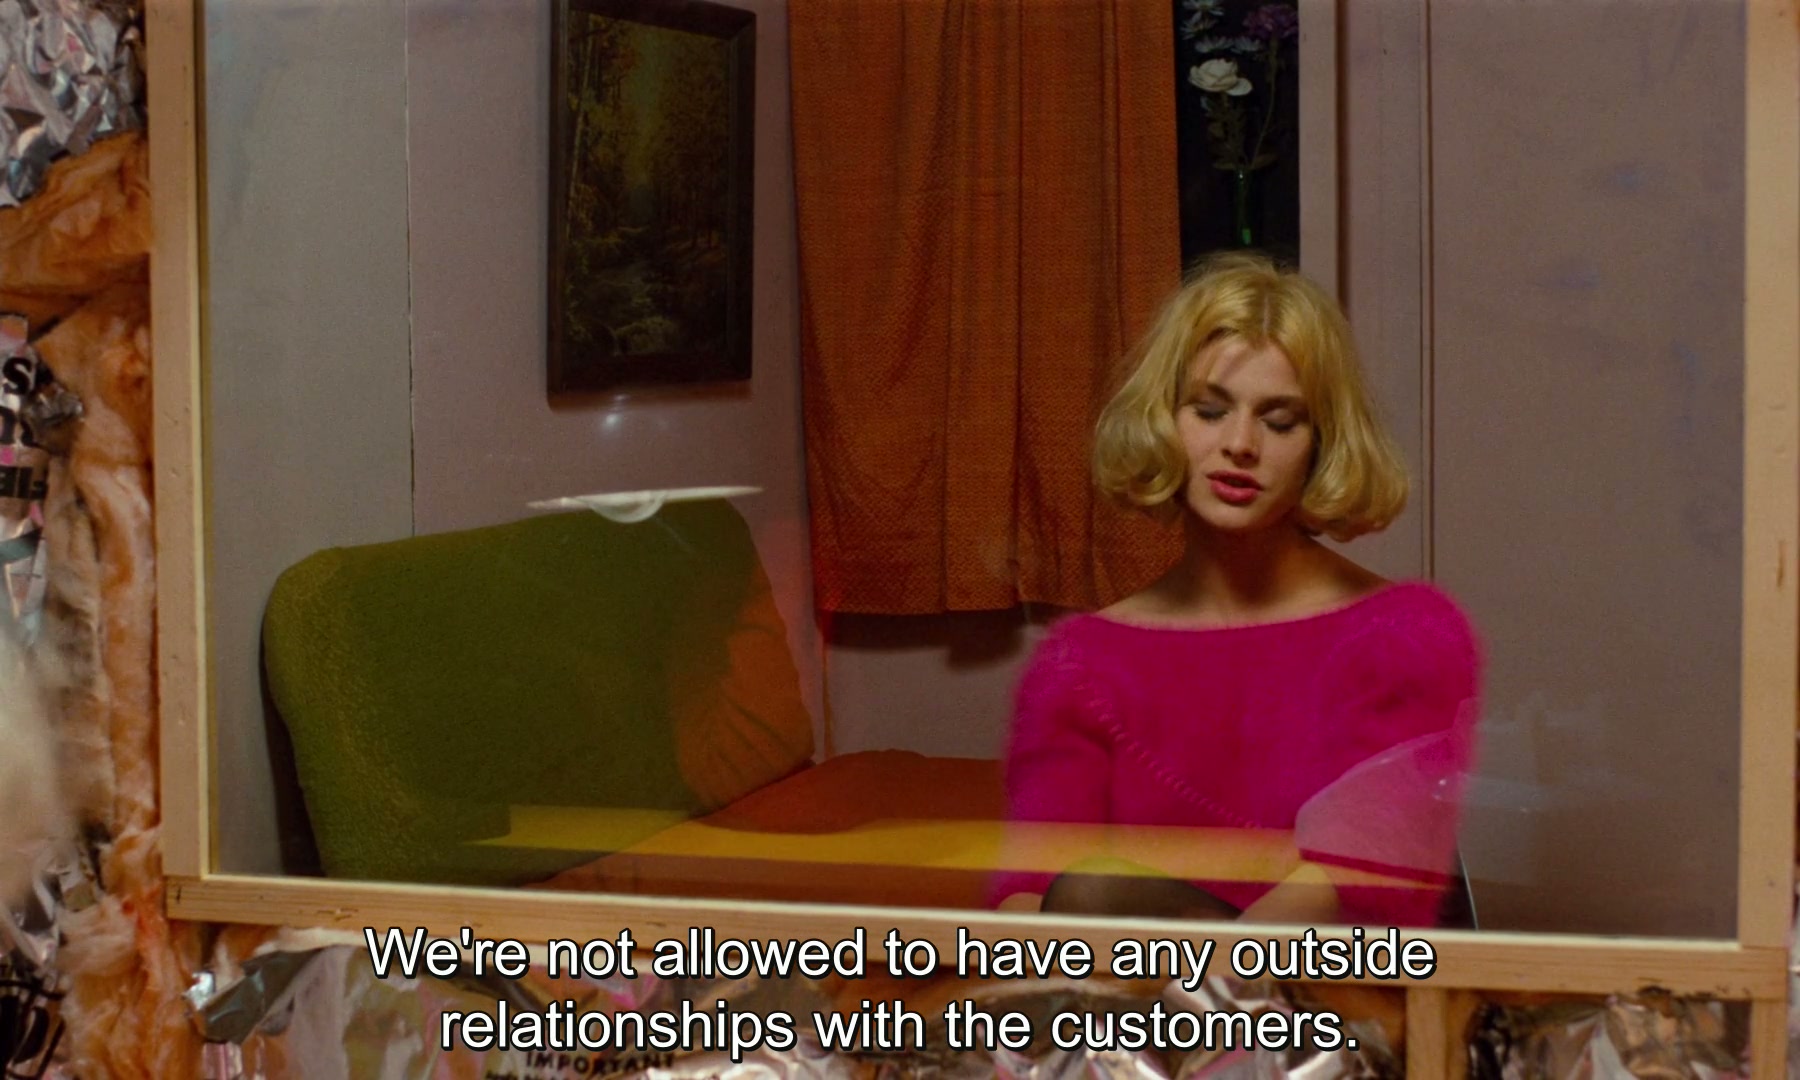 We're not allowed to have any outside
relationships with the customers.
IMPORTANT